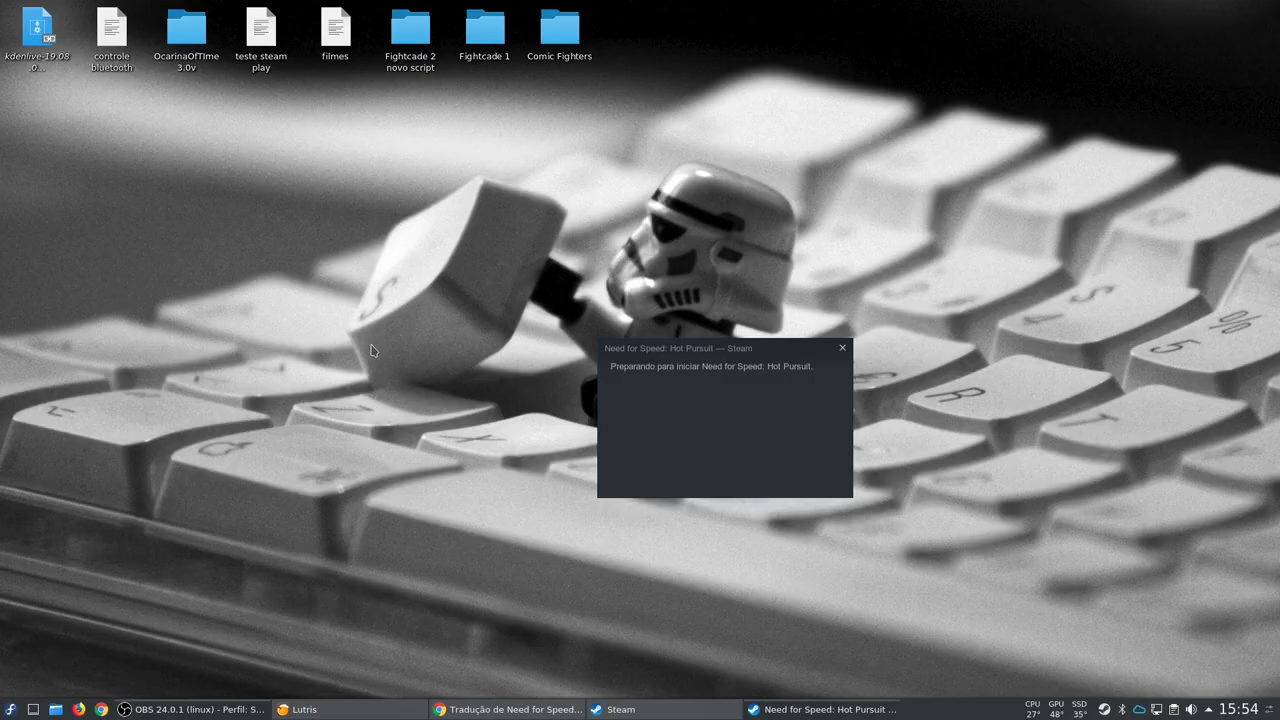 kdenlive-19.08
.0...
controle
bluetooth
OcarinaOfTIme
3.0v
teste steam
play
filmes
Fightcade 2
novo script
Fightcade 1
Comic Fighters
S
Need for Speed: Hot Pursuit — Steam
Preparando para iniciar Need for Speed: Hot Pursuit.
$
4
%
5
R
T
Z
X
OBS 24.0.1 (linux) - Perfil: S...
Lutris
Tradução de Need for Speed...
Steam
Need for Speed: Hot Pursuit ...
CPU
27°
GPU
48°
SSD
35°
15:54